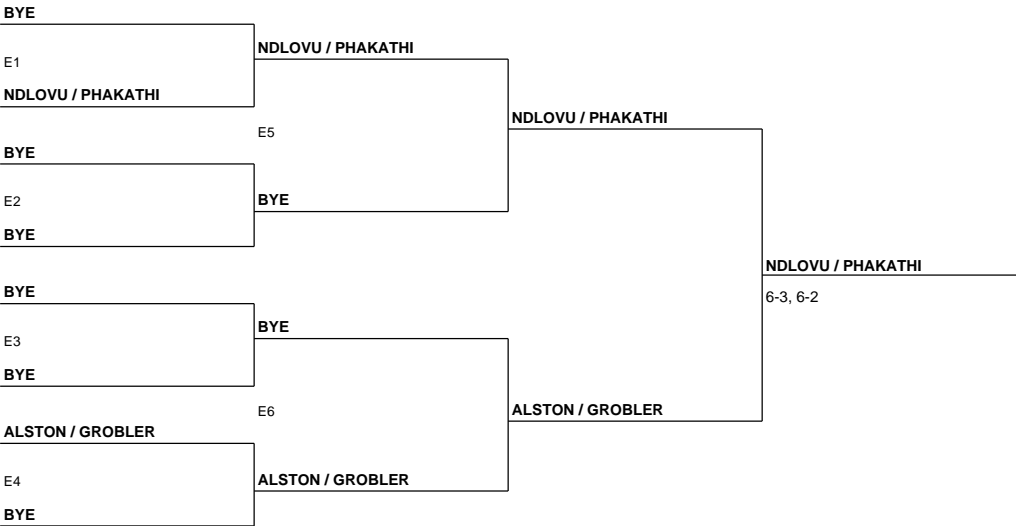 BYE
E1
NDLOVU / PHAKATHI
BYE
E2
BYE
BYE
E3
BYE
ALSTON / GROBLER
E4
BYE
NDLOVU / PHAKATHI
E5
BYE
BYE
E6
ALSTON / GROBLER
NDLOVU / PHAKATHI
ALSTON / GROBLER
NDLOVU / PHAKATHI
6-3, 6-2